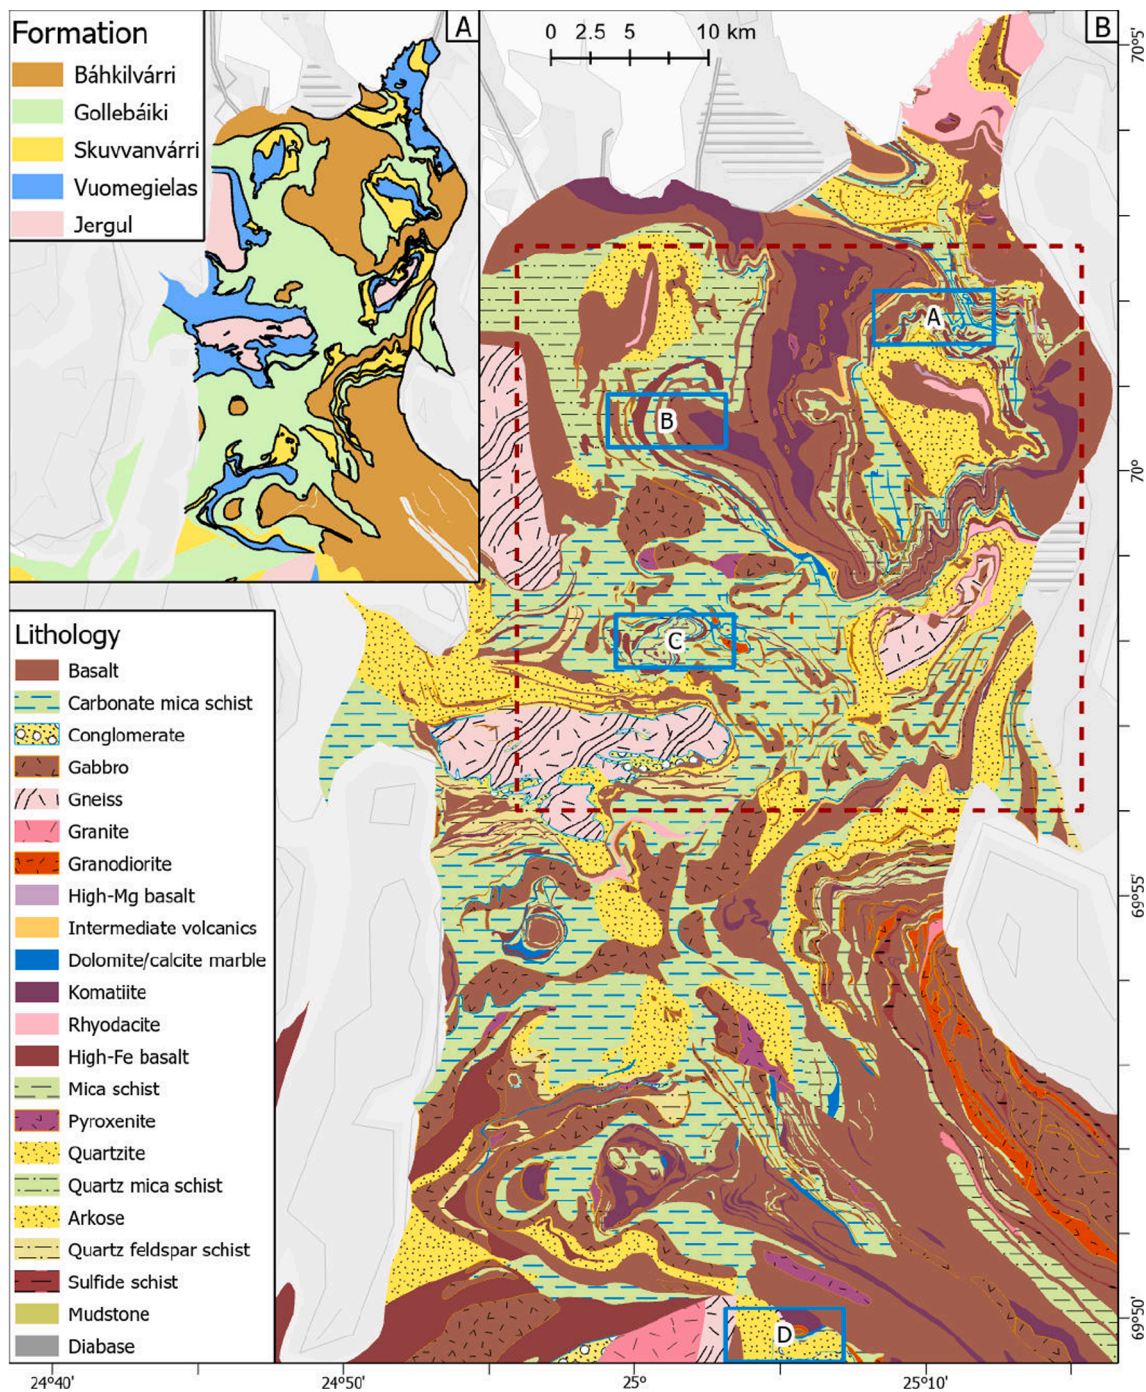 Formation
Báhkilvárri
Gollebáiki
Skuvvanvárri
Vuomegielas
Jergul
A
0 2.5 5 10 km
B
70°5'
A
B
70°
C
Lithology
Basalt
Carbonate mica schist
Conglomerate
Gabbro
Gneiss
Granite
Granodiorite
High-Mg basalt
Intermediate volcanics
Dolomite/calcite marble
Komatiite
Rhyodacite
High-Fe basalt
Mica schist
Pyroxenite
Quartzite
Quartz mica schist
Arkose
Quartz feldspar schist
Sulfide schist
Mudstone
Diabase
69°55'
69°50'
D
24°40' 24°50' 25° 25°10'